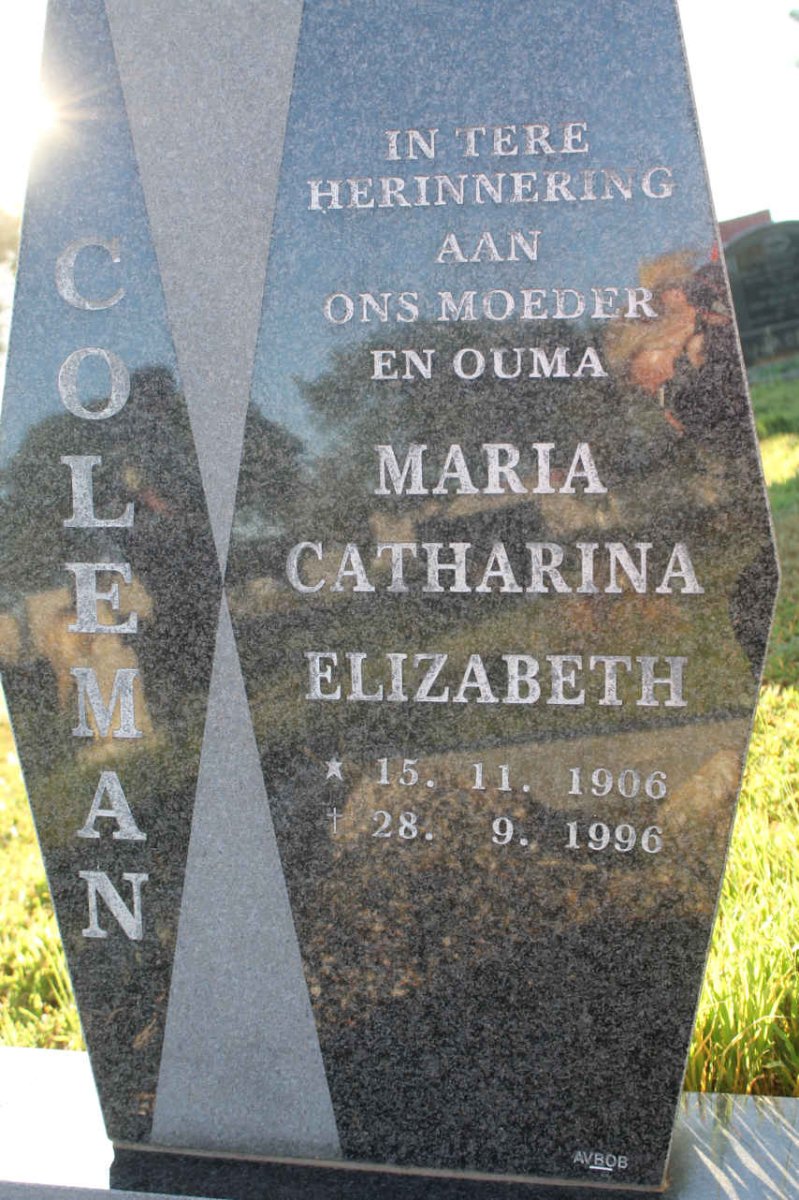 COLEMAN
IN TERE
HERINNERING
AAN
ONS MOEDER
EN OUMA
MARIA
CATHARINA
ELIZABETH
★ 15. 11. 1906
† 28. 9. 1996
AVBOB